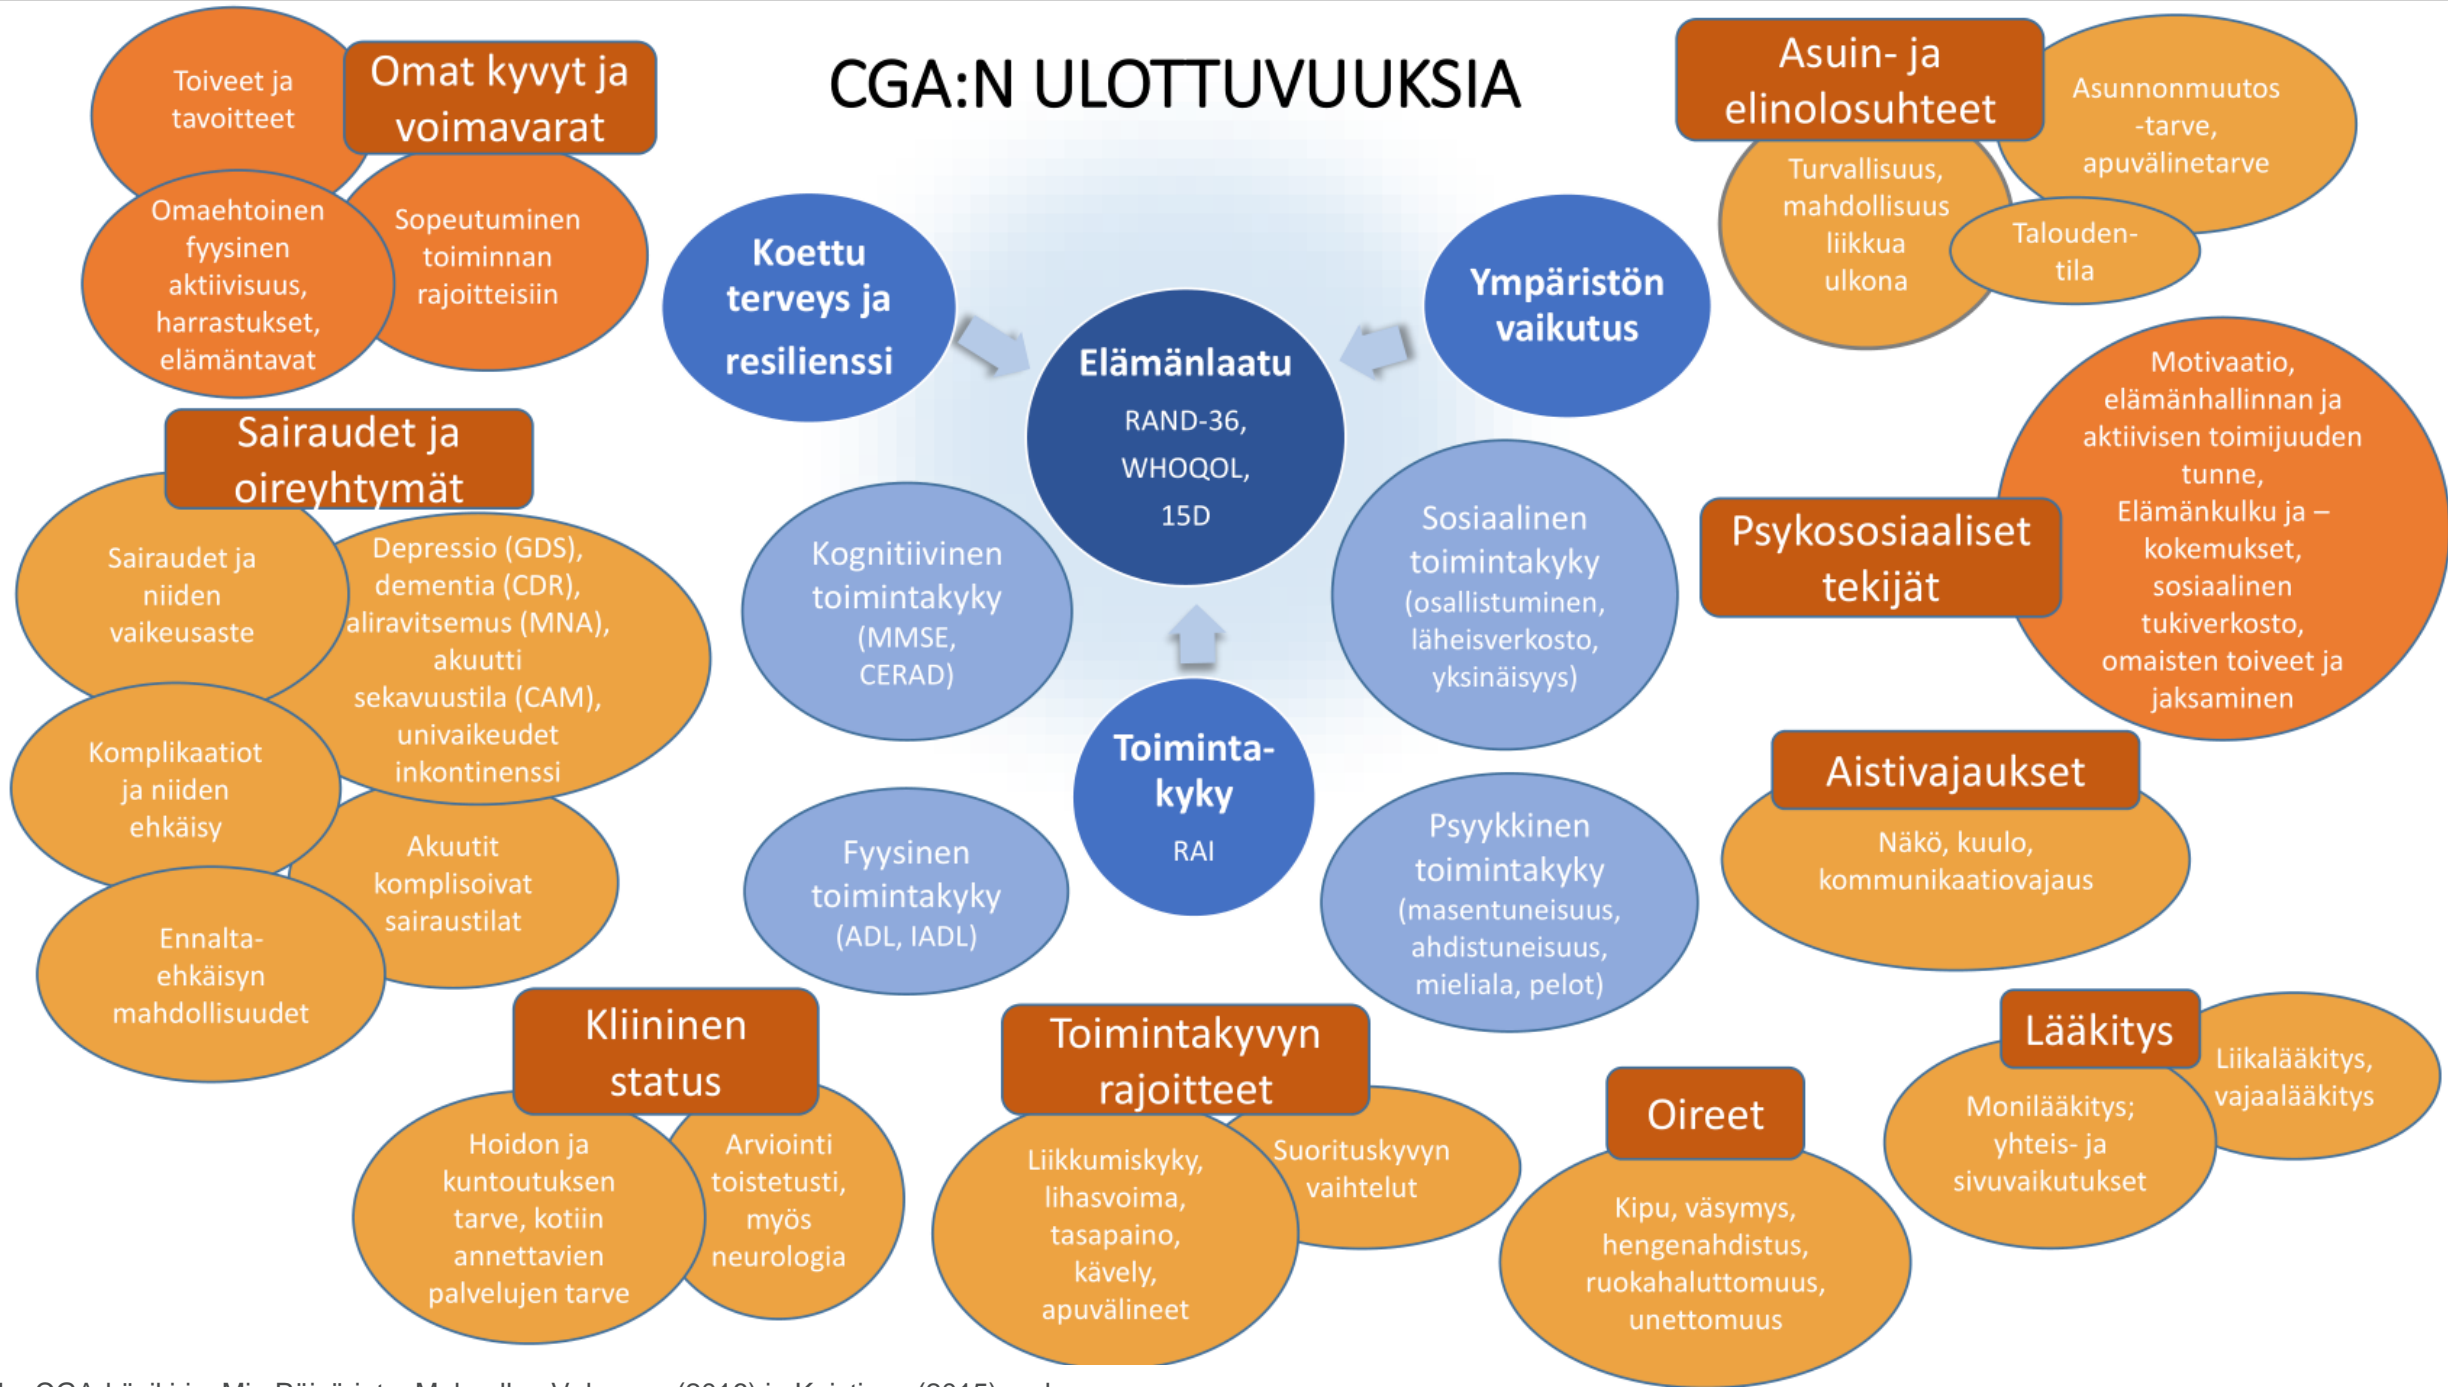 CGA:N ULOTTUVUUKSIA
Omat kyvyt ja
voimavarat
Toiveet ja
tavoitteet
Omaehtoinen
fyysinen
aktiivisuus,
harrastukset,
elämäntavat
Sopeutuminen
toiminnan
rajoitteisiin
Koettu
terveys ja
resilienssi
Elämänlaatu
RAND-36,
WHOQOL,
15D
Ympäristön
vaikutus
Asuin- ja
elinolosuhteet
Asunnonmuutos
-tarve,
apuvälinetarve
Turvallisuus,
mahdollisuus
liikkua
ulkona
Talouden-
tila
Sairaudet ja
oireyhtymät
Sairaudet ja
niiden
vaikeusaste
Depressio (GDS),
dementia (CDR),
aliravitsemus (MNA),
akuutti
sekavuustila (CAM),
univaikeudet
inkontinenssi
Komplikaatiot
ja niiden
ehkäisy
Akuutit
komplisoivat
sairaustilat
Ennalta-
ehkäisyn
mahdollisuudet
Kognitiivinen
toimintakyky
(MMSE,
CERAD)
Sosiaalinen
toimintakyky
(osallistuminen,
läheisverkosto,
yksinäisyys)
Toiminta-
kyky
RAI
Fyysinen
toimintakyky
(ADL, IADL)
Psyykkinen
toimintakyky
(masentuneisuus,
ahdistuneisuus,
mieliala, pelot)
Psykososiaaliset
tekijät
Motivaatio,
elämänhallinnan ja
aktiivisen toimijuuden
tunne,
Elämänkulku ja –
kokemukset,
sosiaalinen
tukiverkosto,
omaisten toiveet ja
jaksaminen
Aistivajaukset
Näkö, kuulo,
kommunikaatiovajaus
Kliininen
status
Hoidon ja
kuntoutuksen
tarve, kotiin
annettavien
palvelujen tarve
Arviointi
toistetusti,
myös
neurologia
Toimintakyvyn
rajoitteet
Liikkumiskyky,
lihasvoima,
tasapaino,
kävely,
apuvälineet
Suorituskyvyn
vaihtelut
Oireet
Kipu, väsymys,
hengenahdistus,
ruokahaluttomuus,
unettomuus
Lääkitys
Monilääkitys;
yhteis- ja
sivuvaikutukset
Liikalääkitys,
vajaalääkitys